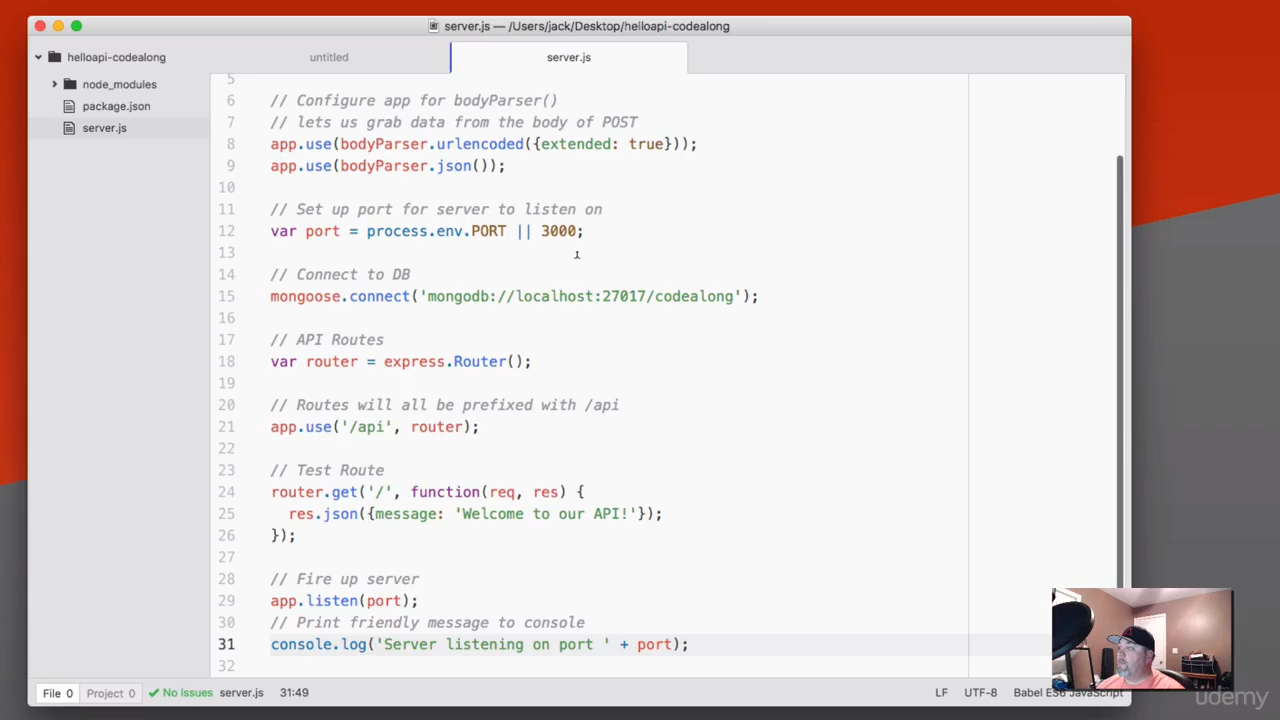 server.js — /Users/jack/Desktop/helloapi-codealong
helloapi-codealong
node_modules
package.json
server.js
untitled
server.js
5
6 // Configure app for bodyParser()
7 // lets us grab data from the body of POST
8 app.use(bodyParser.urlencoded({extended: true}));
9 app.use(bodyParser.json());
10
11 // Set up port for server to listen on
12 var port = process.env.PORT || 3000;
13
14 // Connect to DB
15 mongoose.connect('mongodb://localhost:27017/codealong');
16
17 // API Routes
18 var router = express.Router();
19
20 // Routes will all be prefixed with /api
21 app.use('/api', router);
22
23 // Test Route
24 router.get('/', function(req, res) {
25 res.json({message: 'Welcome to our API!'});
26 });
27
28 // Fire up server
29 app.listen(port);
30 // Print friendly message to console
31 console.log('Server listening on port ' + port);
32
File 0 Project 0 No Issues server.js 31:49 LF UTF-8 Babel ES6 JavaScript
udemy